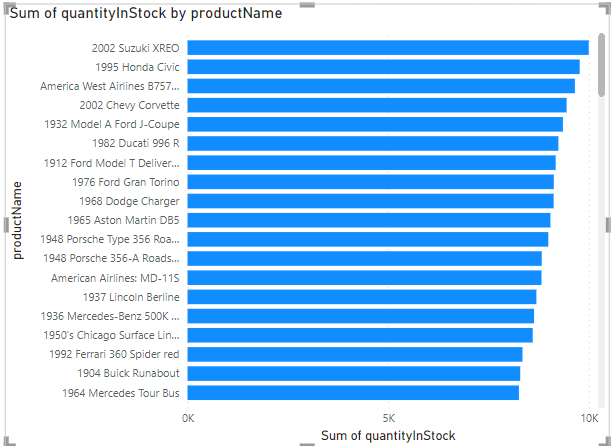 Sum of quantityInStock by productName
productName
2002 Suzuki XREO
1995 Honda Civic
America West Airlines B757...
2002 Chevy Corvette
1932 Model A Ford J-Coupe
1982 Ducati 996 R
1912 Ford Model T Deliver...
1976 Ford Gran Torino
1968 Dodge Charger
1965 Aston Martin DB5
1948 Porsche Type 356 Roa...
1948 Porsche 356-A Roads...
American Airlines: MD-11S
1937 Lincoln Berline
1936 Mercedes-Benz 500K ...
1950's Chicago Surface Lin...
1992 Ferrari 360 Spider red
1904 Buick Runabout
1964 Mercedes Tour Bus
0K 5K 10K
Sum of quantityInStock